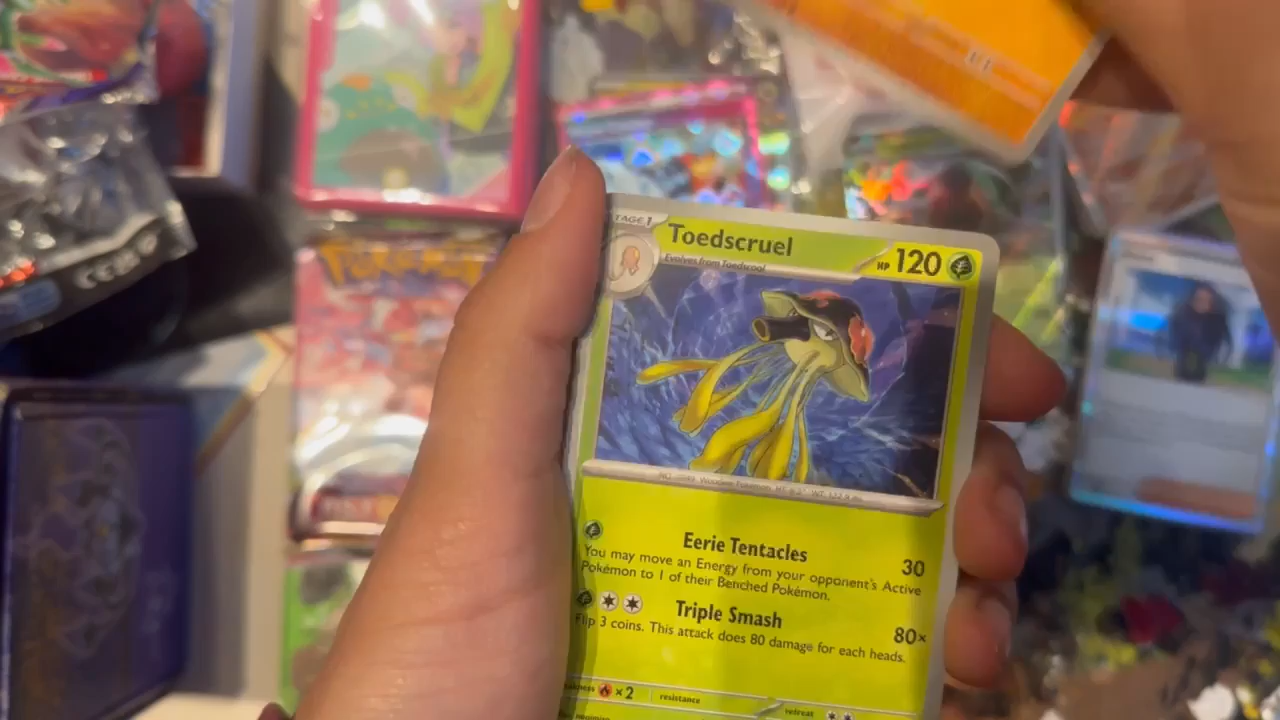 Pokémon
TAGE 1
Toedscruel
HP 120
Evolves from Toedscool
Eerie Tentacles 30
You may move an Energy from your opponent's Active
Pokémon to 1 of their Benched Pokémon.
Triple Smash 80×
Flip 3 coins. This attack does 80 damage for each heads.
×2 resistance retreat